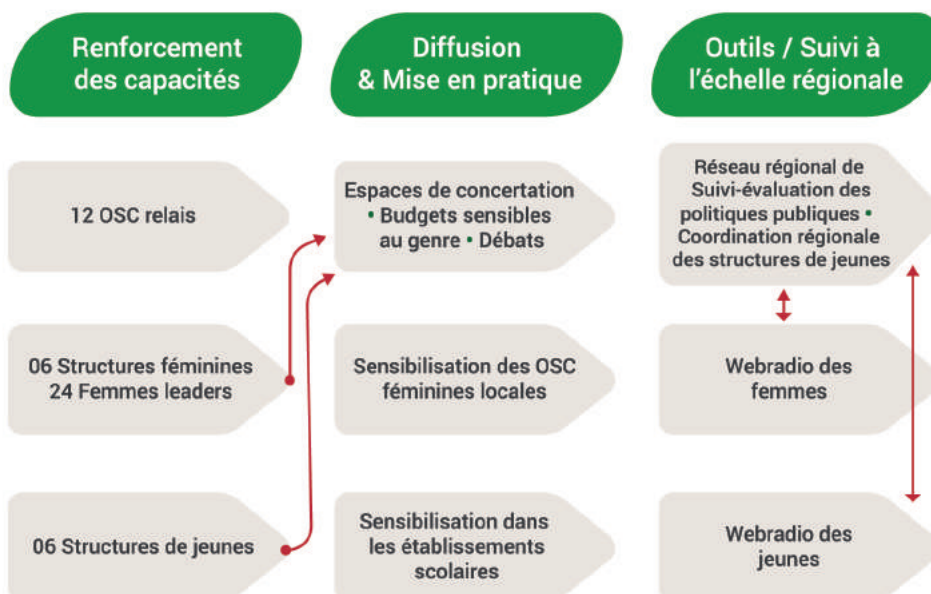 Renforcement
des capacités
Diffusion
& Mise en pratique
Outils / Suivi à
l'échelle régionale
12 OSC relais
Espaces de concertation
• Budgets sensibles
au genre • Débats
Réseau régional de
Suivi-évaluation des
politiques publiques •
Coordination régionale
des structures de jeunes
06 Structures féminines
24 Femmes leaders
Sensibilisation des OSC
féminines locales
Webradio des
femmes
06 Structures de jeunes
Sensibilisation dans
les établissements
scolaires
Webradio des
jeunes